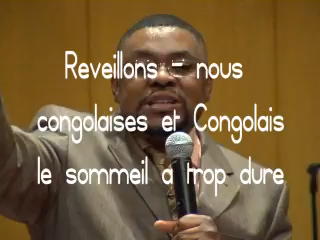 Reveillons - nous
congolaises et Congolais
le sommeil a trop dure